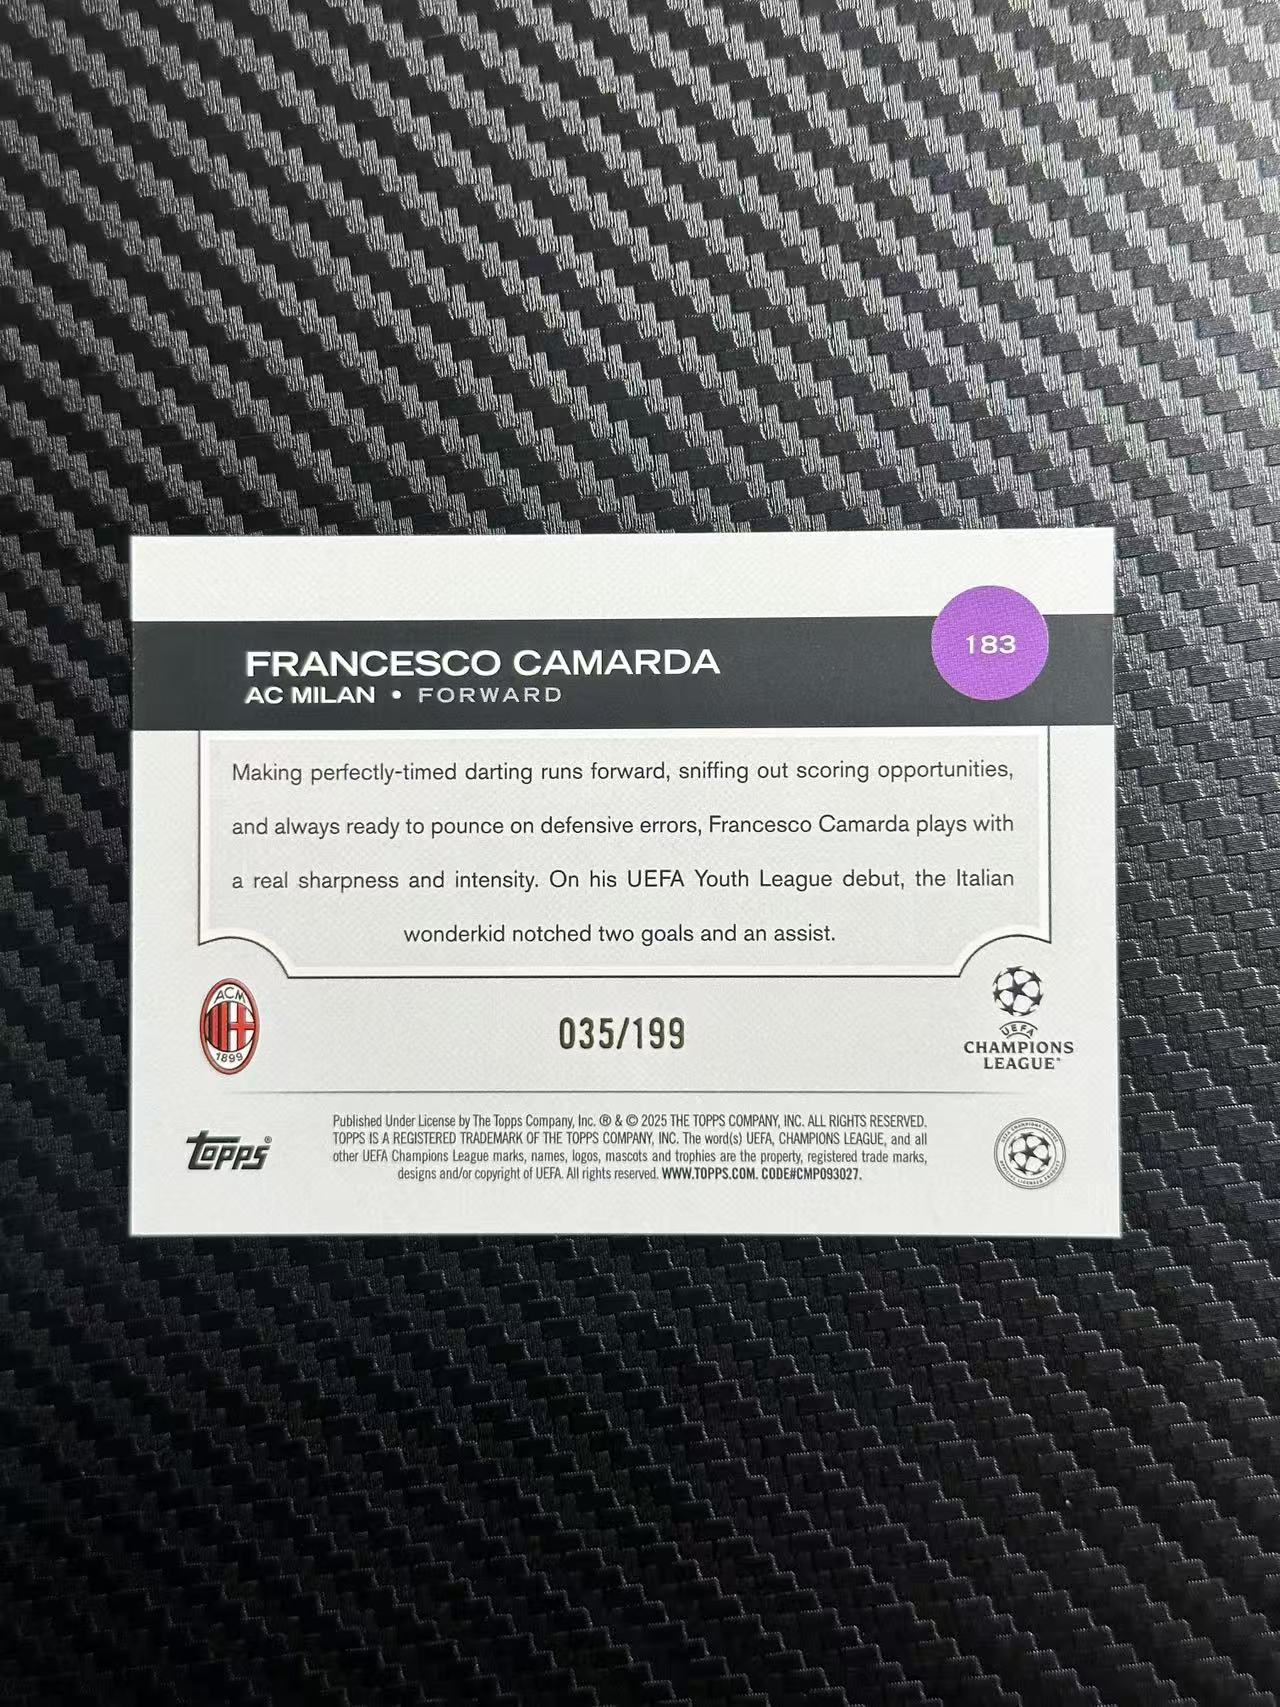 183
FRANCESCO CAMARDA
AC MILAN • FORWARD
Making perfectly-timed darting runs forward, sniffing out scoring opportunities,
and always ready to pounce on defensive errors, Francesco Camarda plays with
a real sharpness and intensity. On his UEFA Youth League debut, the Italian
wonderkid notched two goals and an assist.
ACM
1899
035/199
UEFA
CHAMPIONS
LEAGUE®
Topps®
Published Under License by The Topps Company, Inc. ® & © 2025 THE TOPPS COMPANY, INC. ALL RIGHTS RESERVED.
TOPPS IS A REGISTERED TRADEMARK OF THE TOPPS COMPANY, INC. The word(s) UEFA, CHAMPIONS LEAGUE, and all
other UEFA Champions League marks, names, logos, mascots and trophies are the property, registered trade marks,
designs and/or copyright of UEFA. All rights reserved. WWW.TOPPS.COM. CODE#CMP093027.